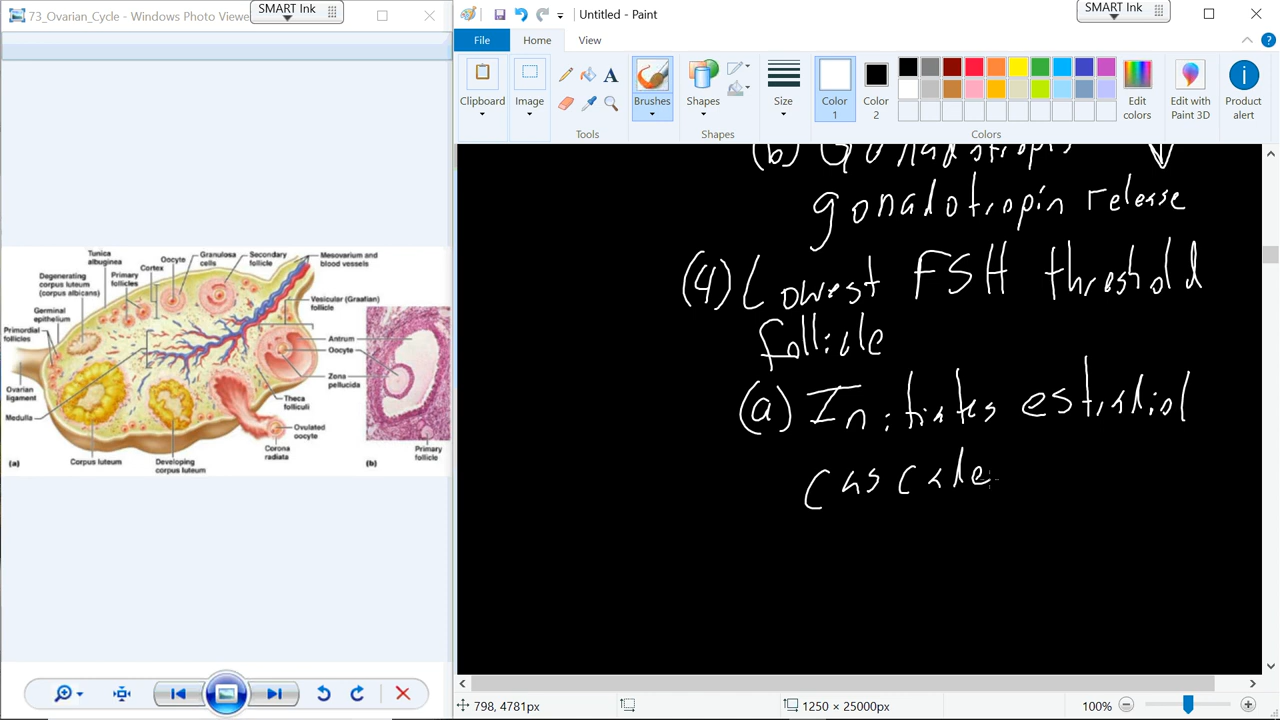 73_Ovarian_Cycle - Windows Photo Viewe
SMART Ink
Untitled - Paint
SMART Ink
File
Home
View
Clipboard
Image
Tools
Brushes
Shapes
Shapes
Size
Color
1
Color
2
Colors
Edit
colors
Edit with
Paint 3D
Product
alert
Tunica
albuginea
Degenerating
corpus luteum
(corpus albicans)
Germinal
epithelium
Primordial
follicles
Primary
follicles
Cortex
Oocyte
Granulosa
cells
Secondary
follicle
Mesovarium and
blood vessels
Vesicular (Graafian)
follicle
Antrum
Oocyte
Zona
pellucida
Theca
folliculi
Ovulated
oocyte
Corona
radiata
Ovarian
ligament
Medulla
Corpus luteum
Developing
corpus luteum
Primary
follicle
(a)
(b)
(b)
gonadotropin release
(4) Lowest FSH threshold
follicle
(a) Initiates estradiol
cascade
798, 4781px
1250 × 25000px
100%